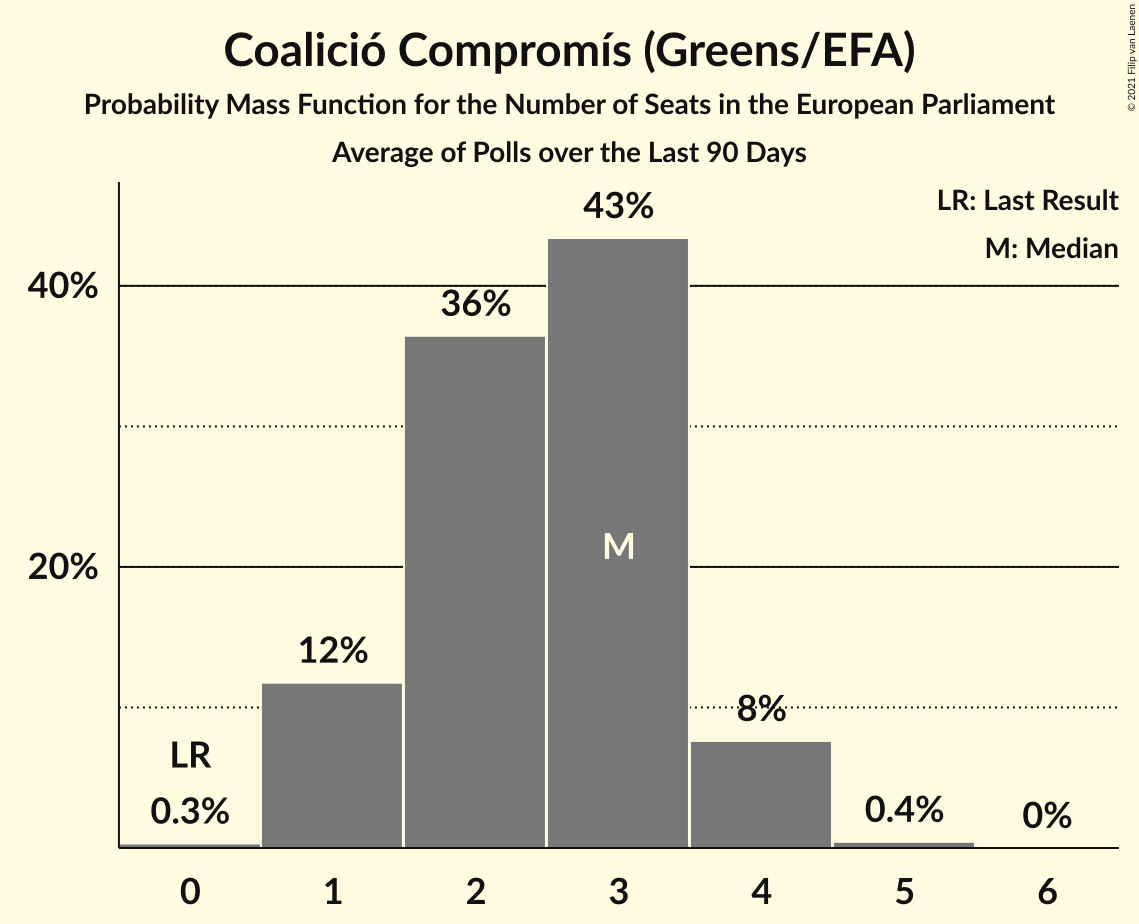 Coalició Compromís (Greens/EFA)
Probability Mass Function for the Number of Seats in the European Parliament
Average of Polls over the Last 90 Days
© 2021 Filip van Laenen
LR: Last Result
M: Median
43%
40%
36%
M
20%
12%
8%
LR
0.3%
0.4%
0%
0 1 2 3 4 5 6